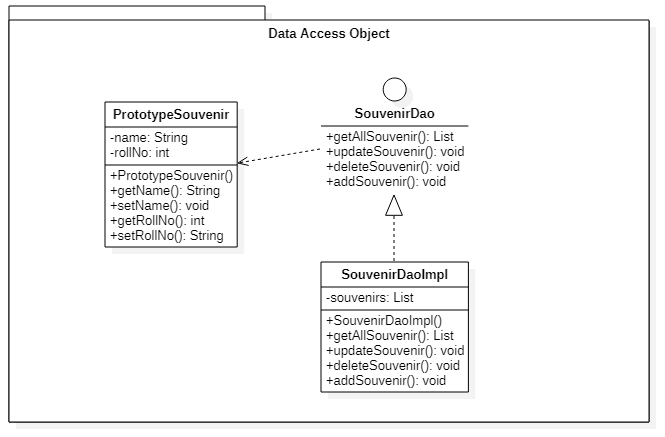 Data Access Object
PrototypeSouvenir
-name: String
-rollNo: int
+PrototypeSouvenir()
+getName(): String
+setName(): void
+getRollNo(): int
+setRollNo(): String
SouvenirDao
+getAllSouvenir(): List
+updateSouvenir(): void
+deleteSouvenir(): void
+addSouvenir(): void
SouvenirDaoImpl
-souvenirs: List
+SouvenirDaoImpl()
+getAllSouvenir(): List
+updateSouvenir(): void
+deleteSouvenir(): void
+addSouvenir(): void